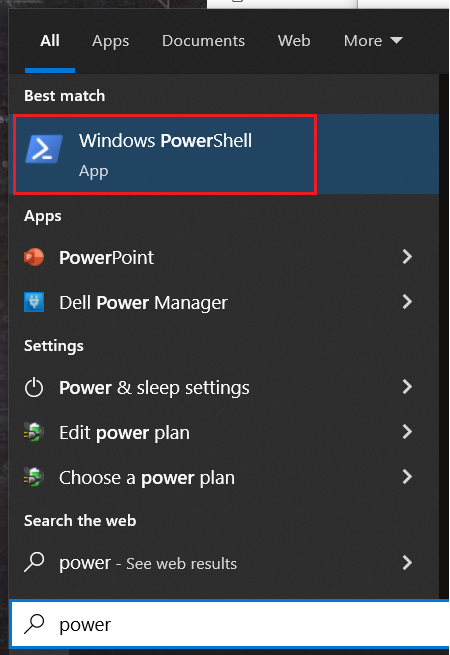 All Apps Documents Web More
Best match
Windows PowerShell
App
Apps
PowerPoint
Dell Power Manager
Settings
Power & sleep settings
Edit power plan
Choose a power plan
Search the web
power - See web results
power